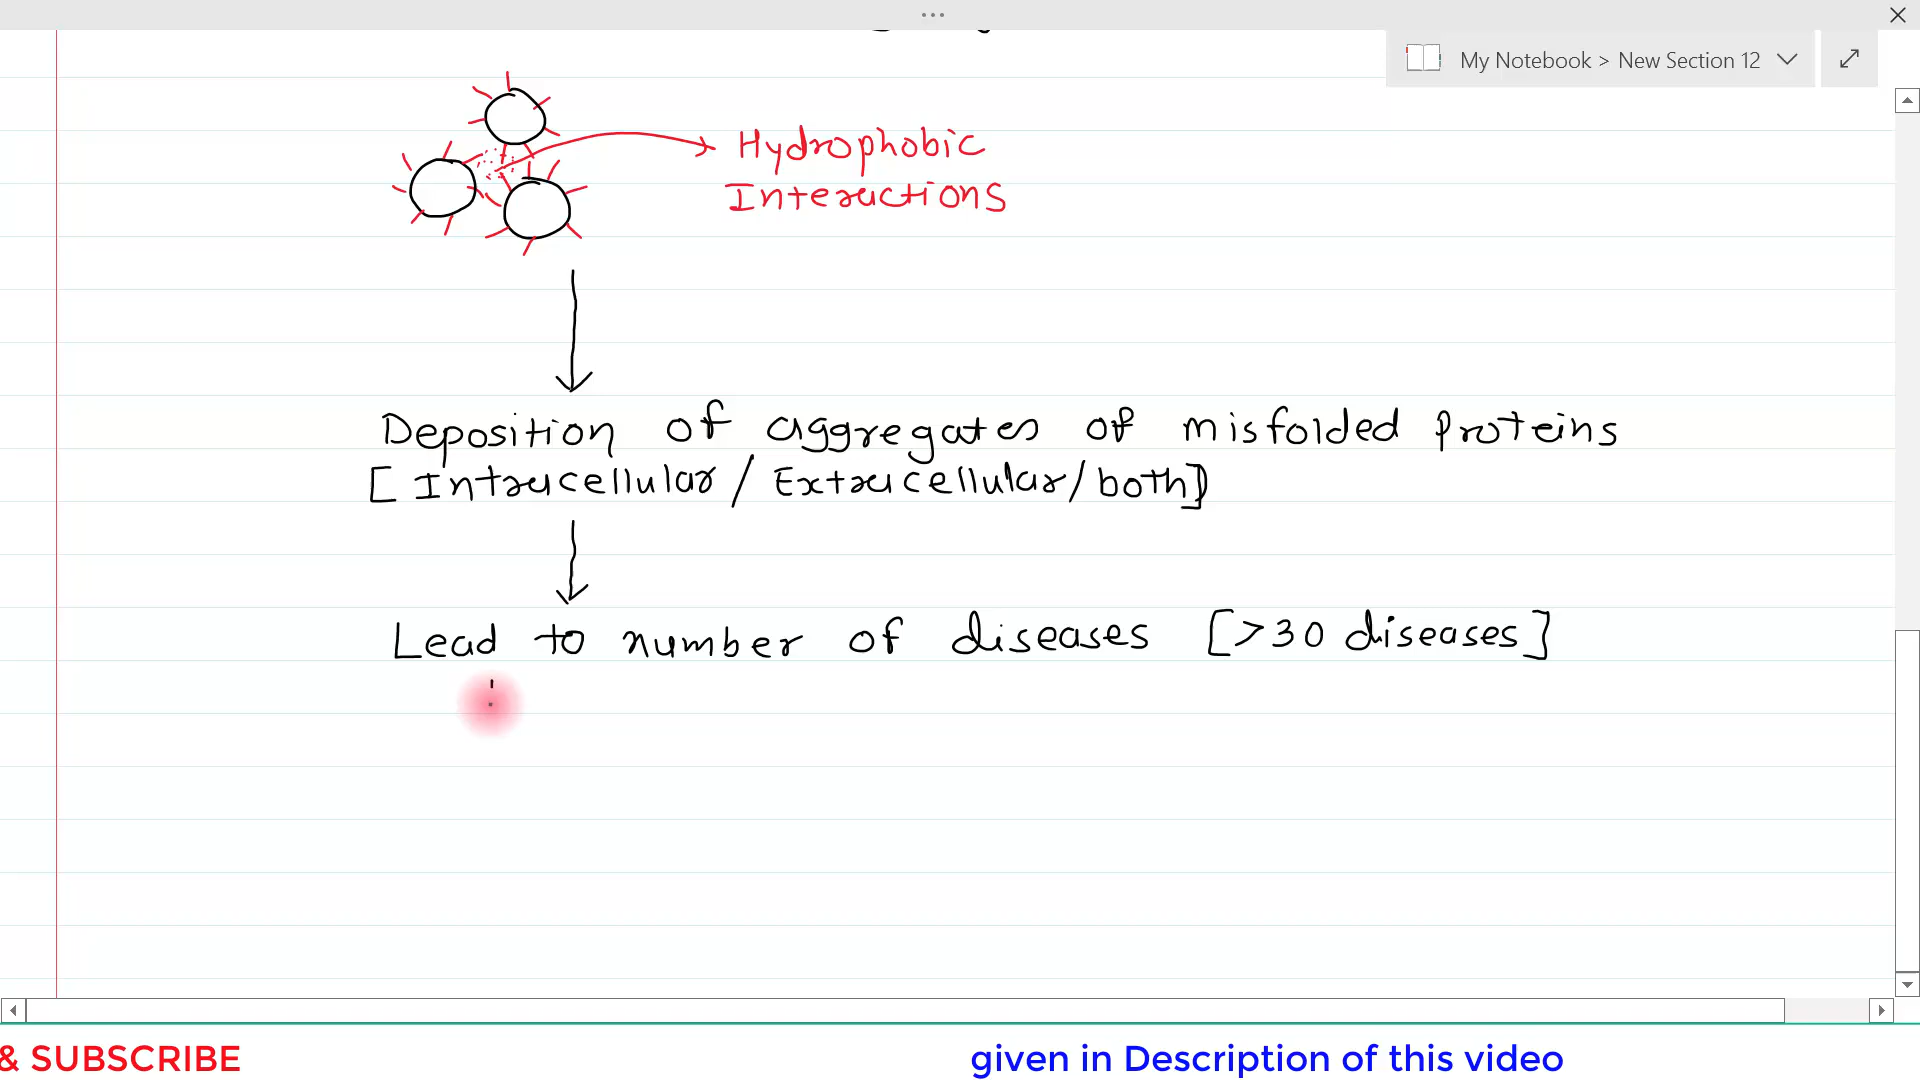 My Notebook > New Section 12
Hydrophobic
Interactions
Deposition of aggregates of misfolded proteins
[Intracellular / Extracellular / both]
Lead to number of diseases [>30 diseases]
& SUBSCRIBE
given in Description of this video